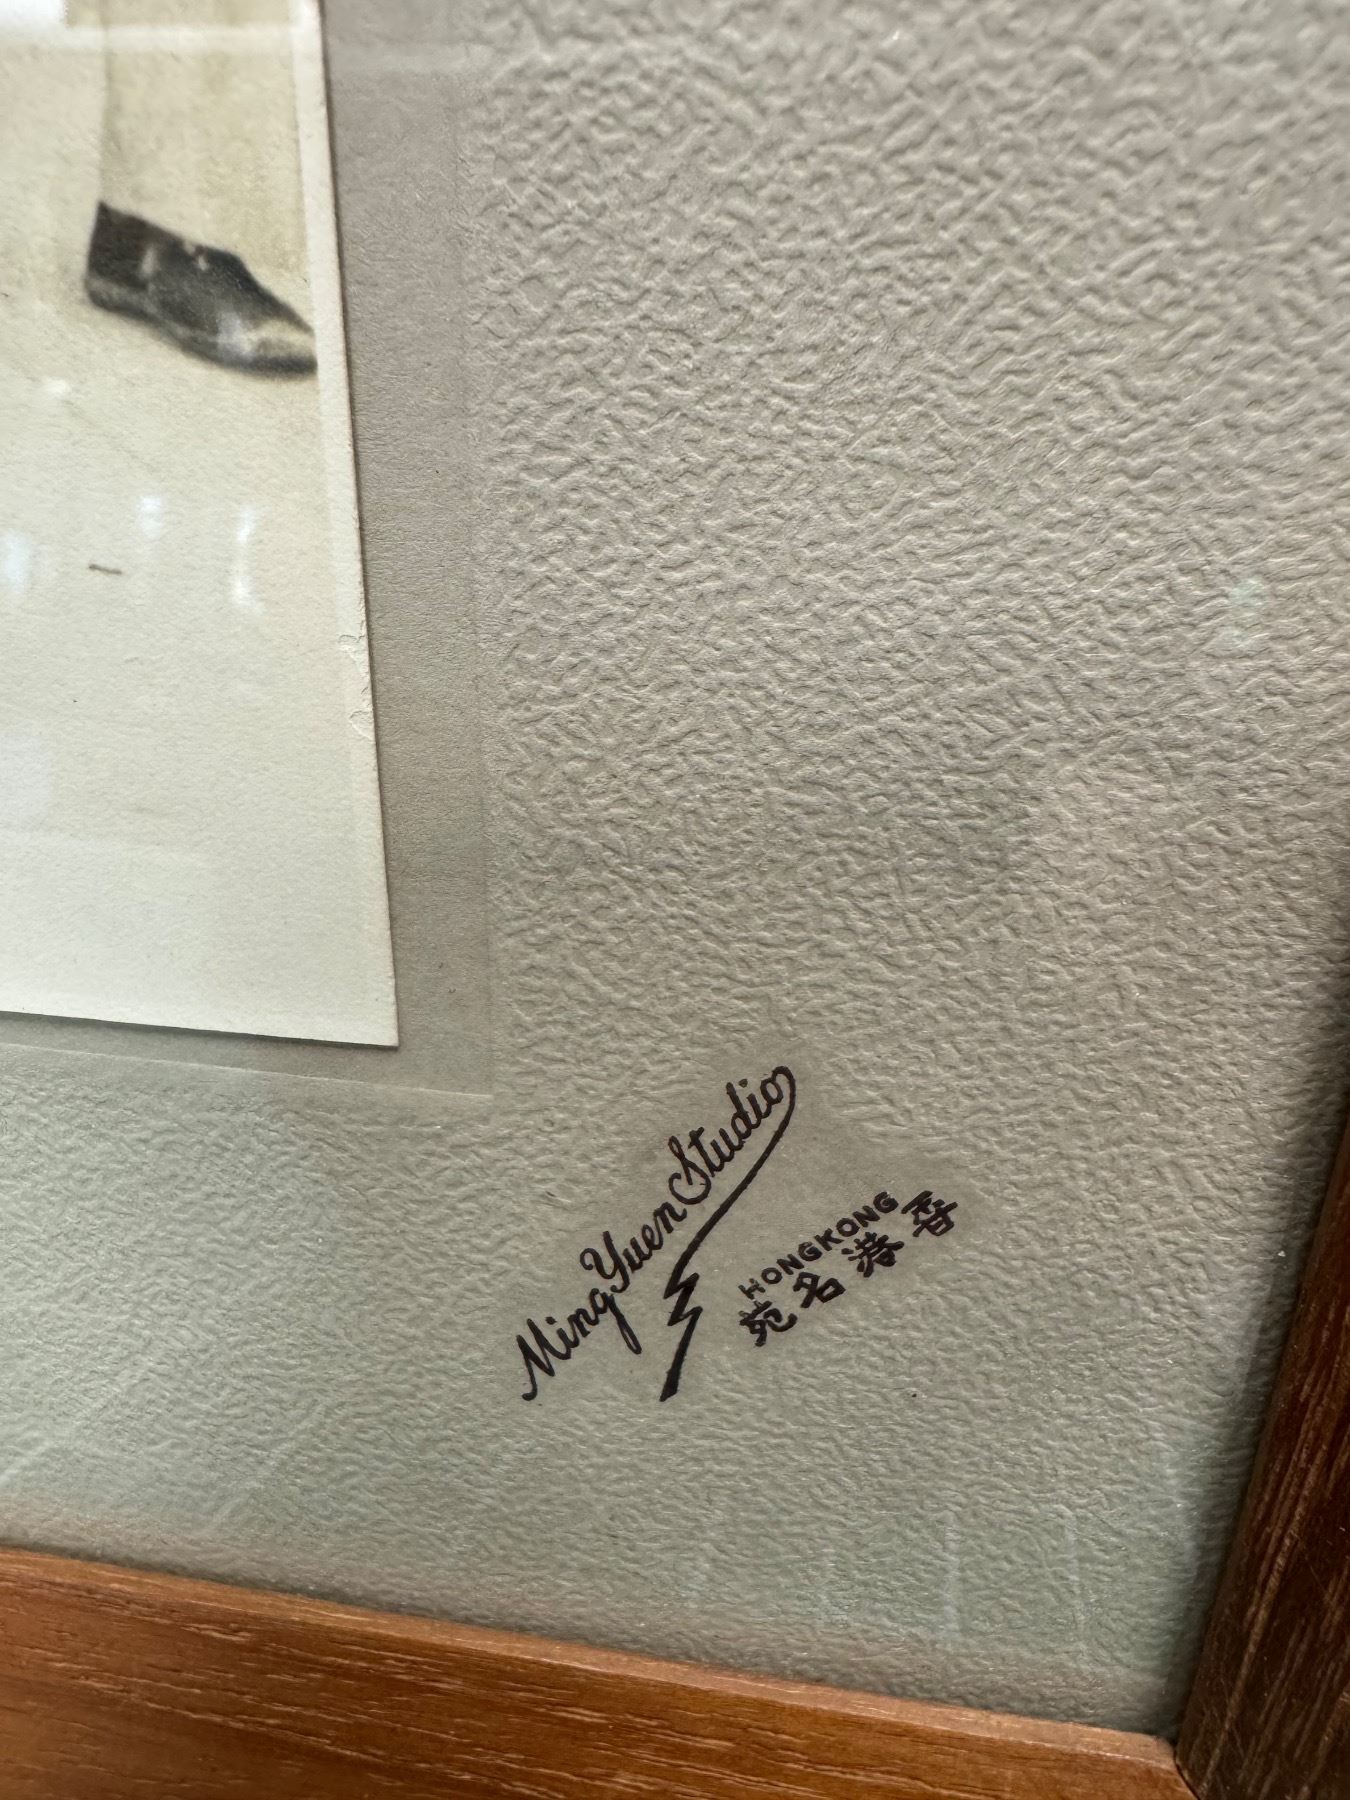 Ming Yuen Studio
HONGKONG
苑名港香